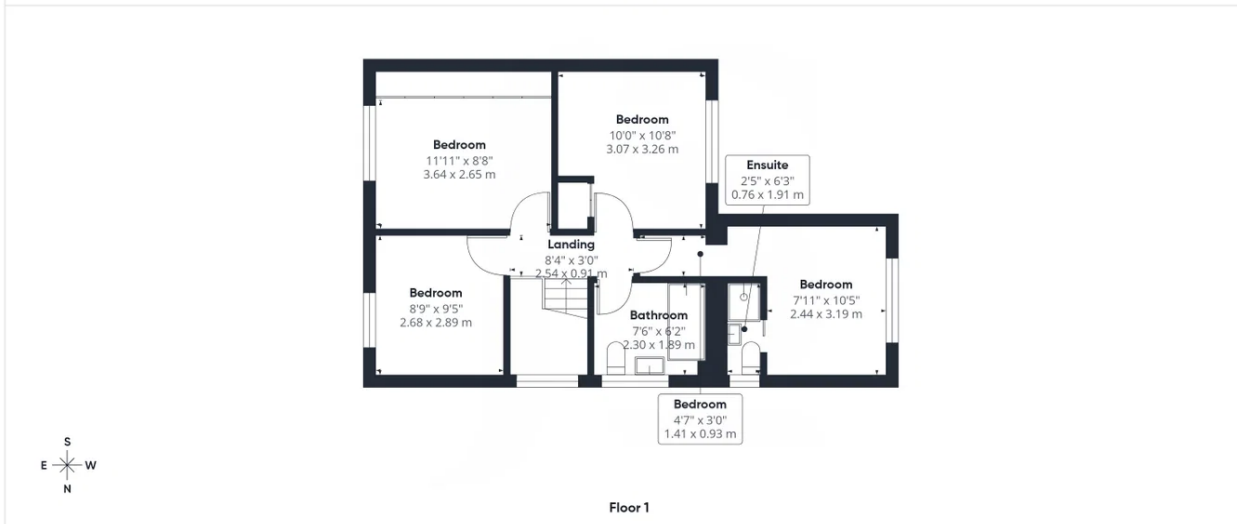 Bedroom
11'11" x 8'8"
3.64 x 2.65 m
Bedroom
10'0" x 10'8"
3.07 x 3.26 m
Ensuite
2'5" x 6'3"
0.76 x 1.91 m
Landing
8'4" x 3'0"
2.54 x 0.91 m
Bedroom
8'9" x 9'5"
2.68 x 2.89 m
Bathroom
7'6" x 6'2"
2.30 x 1.89 m
Bedroom
7'11" x 10'5"
2.44 x 3.19 m
Bedroom
4'7" x 3'0"
1.41 x 0.93 m
S
E W
N
Floor 1